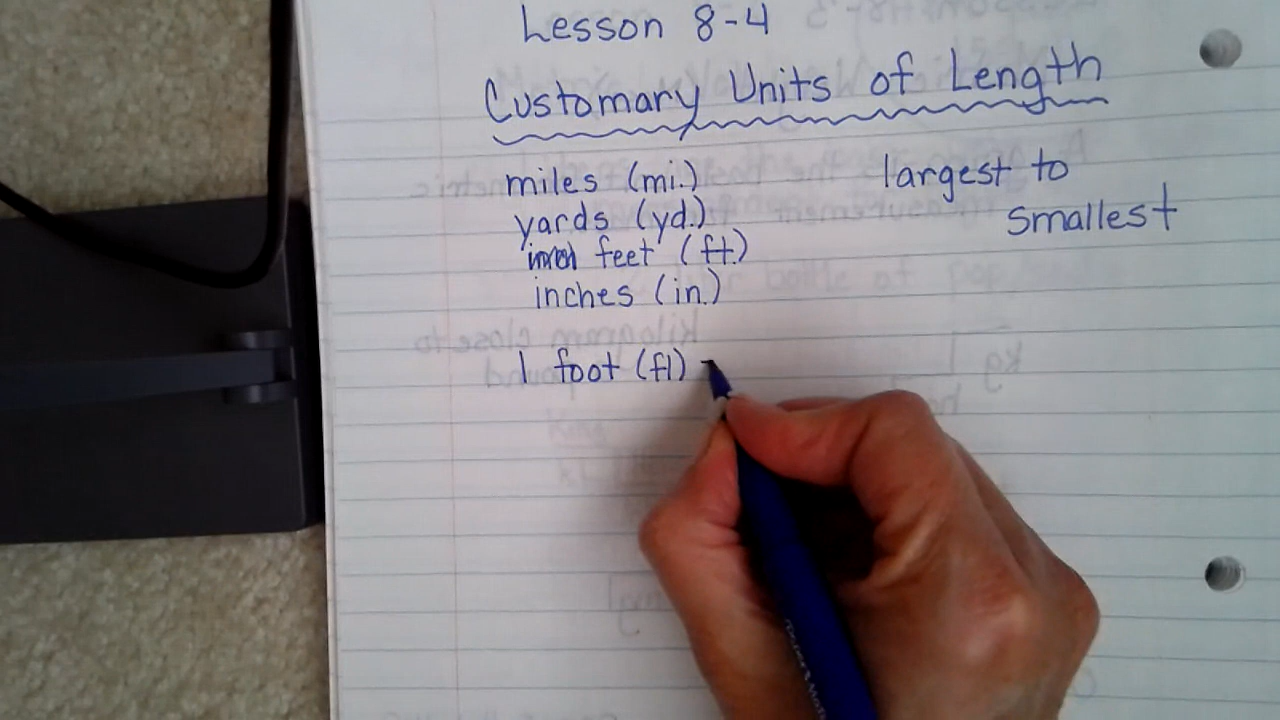 Lesson 8-4
Customary Units of Length
miles (mi.) largest to
yards (yd.) smallest
feet (ft.)
inches (in.)
1 foot (ft)